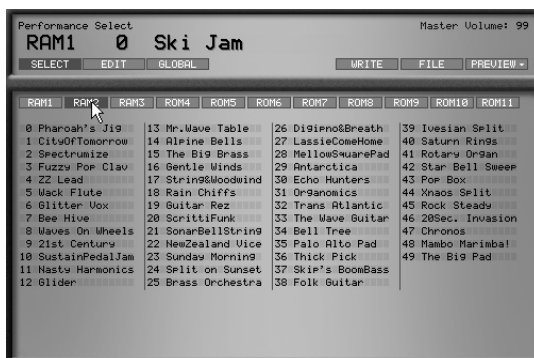 Performance Select Master Volume: 99
RAM1 0 Ski Jam
SELECT EDIT GLOBAL WRITE FILE PREVIEW
RAM1 RAM2 RAM3 ROM4 ROM5 ROM6 ROM7 ROM8 ROM9 ROM10 ROM11
0 Pharoah's Jig 13 Mr.Wave Table 26 Digipno&Breath 39 Ivesian Split
1 CityOfTomorrow 14 Alpine Bells 27 LassieComeHome 40 Saturn Rings
2 Spectrumize 15 The Big Brass 28 MellowSquarePad 41 Rotary Organ
3 Fuzzy Pop Clav 16 Gentle Winds 29 Antarctica 42 Star Bell Sweep
4 ZZ Lead 17 String&Woodwind 30 Echo Hunters 43 Pop Box
5 Wack Flute 18 Rain Chiffs 31 Organomics 44 Xnaos Split
6 Glitter Vox 19 Guitar Rez 32 Trans Atlantic 45 Rock Steady
7 Bee Hive 20 ScrittiFunk 33 The Wave Guitar 46 20Sec. Invasion
8 Waves On Wheels 21 SonarBellString 34 Bell Tree 47 Chronos
9 21st Century 22 NewZealand Vice 35 Palo Alto Pad 48 Mambo Marimba!
10 SustainPedalJam 23 Sunday Morning 36 Thick Pick 49 The Big Pad
11 Nasty Harmonics 24 Split on Sunset 37 Skip's BoomBass
12 Glider 25 Brass Orchestra 38 Folk Guitar